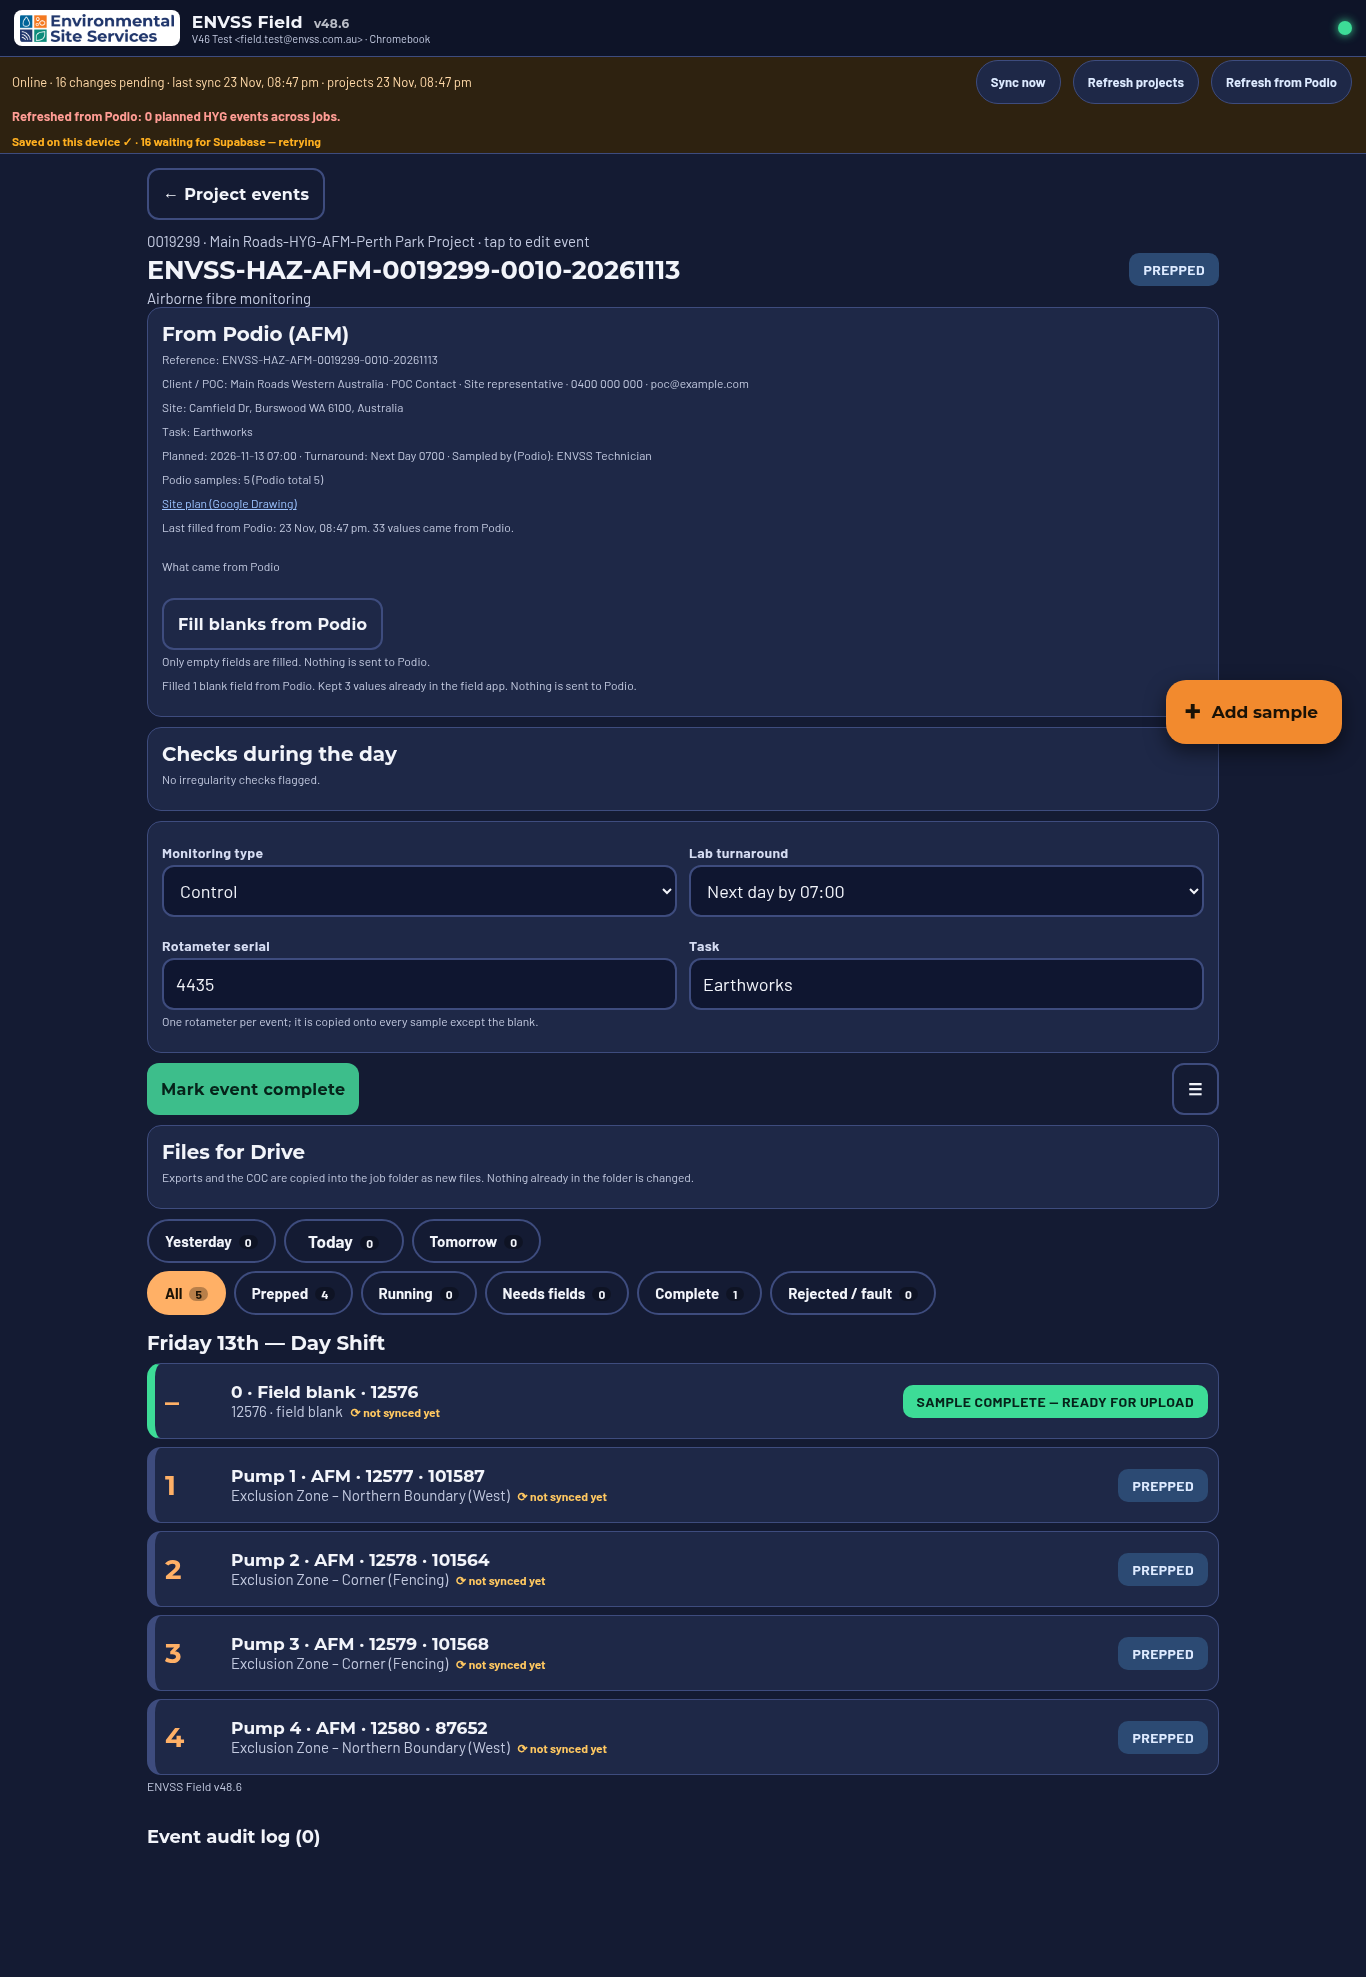 Environmental
Site Services
ENVSS Field v48.6
V46 Test <field.test@envss.com.au> · Chromebook
Online · 16 changes pending · last sync 23 Nov, 08:47 pm · projects 23 Nov, 08:47 pm
Sync now
Refresh projects
Refresh from Podio
Refreshed from Podio: 0 planned HYG events across jobs.
Saved on this device ✓ · 16 waiting for Supabase — retrying
← Project events
0019299 · Main Roads-HYG-AFM-Perth Park Project · tap to edit event
ENVSS-HAZ-AFM-0019299-0010-20261113
PREPPED
Airborne fibre monitoring
From Podio (AFM)
Reference: ENVSS-HAZ-AFM-0019299-0010-20261113
Client / POC: Main Roads Western Australia · POC Contact · Site representative · 0400 000 000 · poc@example.com
Site: Camfield Dr, Burswood WA 6100, Australia
Task: Earthworks
Planned: 2026-11-13 07:00 · Turnaround: Next Day 0700 · Sampled by (Podio): ENVSS Technician
Podio samples: 5 (Podio total 5)
Site plan (Google Drawing)
Last filled from Podio: 23 Nov, 08:47 pm. 33 values came from Podio.
What came from Podio
Fill blanks from Podio
Only empty fields are filled. Nothing is sent to Podio.
Filled 1 blank field from Podio. Kept 3 values already in the field app. Nothing is sent to Podio.
+ Add sample
Checks during the day
No irregularity checks flagged.
Monitoring type
Lab turnaround
Control
Next day by 07:00
Rotameter serial
Task
4435
Earthworks
One rotameter per event; it is copied onto every sample except the blank.
Mark event complete
☰
Files for Drive
Exports and the COC are copied into the job folder as new files. Nothing already in the folder is changed.
Yesterday 0
Today 0
Tomorrow 0
All 5
Prepped 4
Running 0
Needs fields 0
Complete 1
Rejected / fault 0
Friday 13th — Day Shift
–
0 · Field blank · 12576
12576 · field blank ⟳ not synced yet
SAMPLE COMPLETE — READY FOR UPLOAD
1
Pump 1 · AFM · 12577 · 101587
Exclusion Zone – Northern Boundary (West) ⟳ not synced yet
PREPPED
2
Pump 2 · AFM · 12578 · 101564
Exclusion Zone – Corner (Fencing) ⟳ not synced yet
PREPPED
3
Pump 3 · AFM · 12579 · 101568
Exclusion Zone – Corner (Fencing) ⟳ not synced yet
PREPPED
4
Pump 4 · AFM · 12580 · 87652
Exclusion Zone – Northern Boundary (West) ⟳ not synced yet
PREPPED
ENVSS Field v48.6
Event audit log (0)